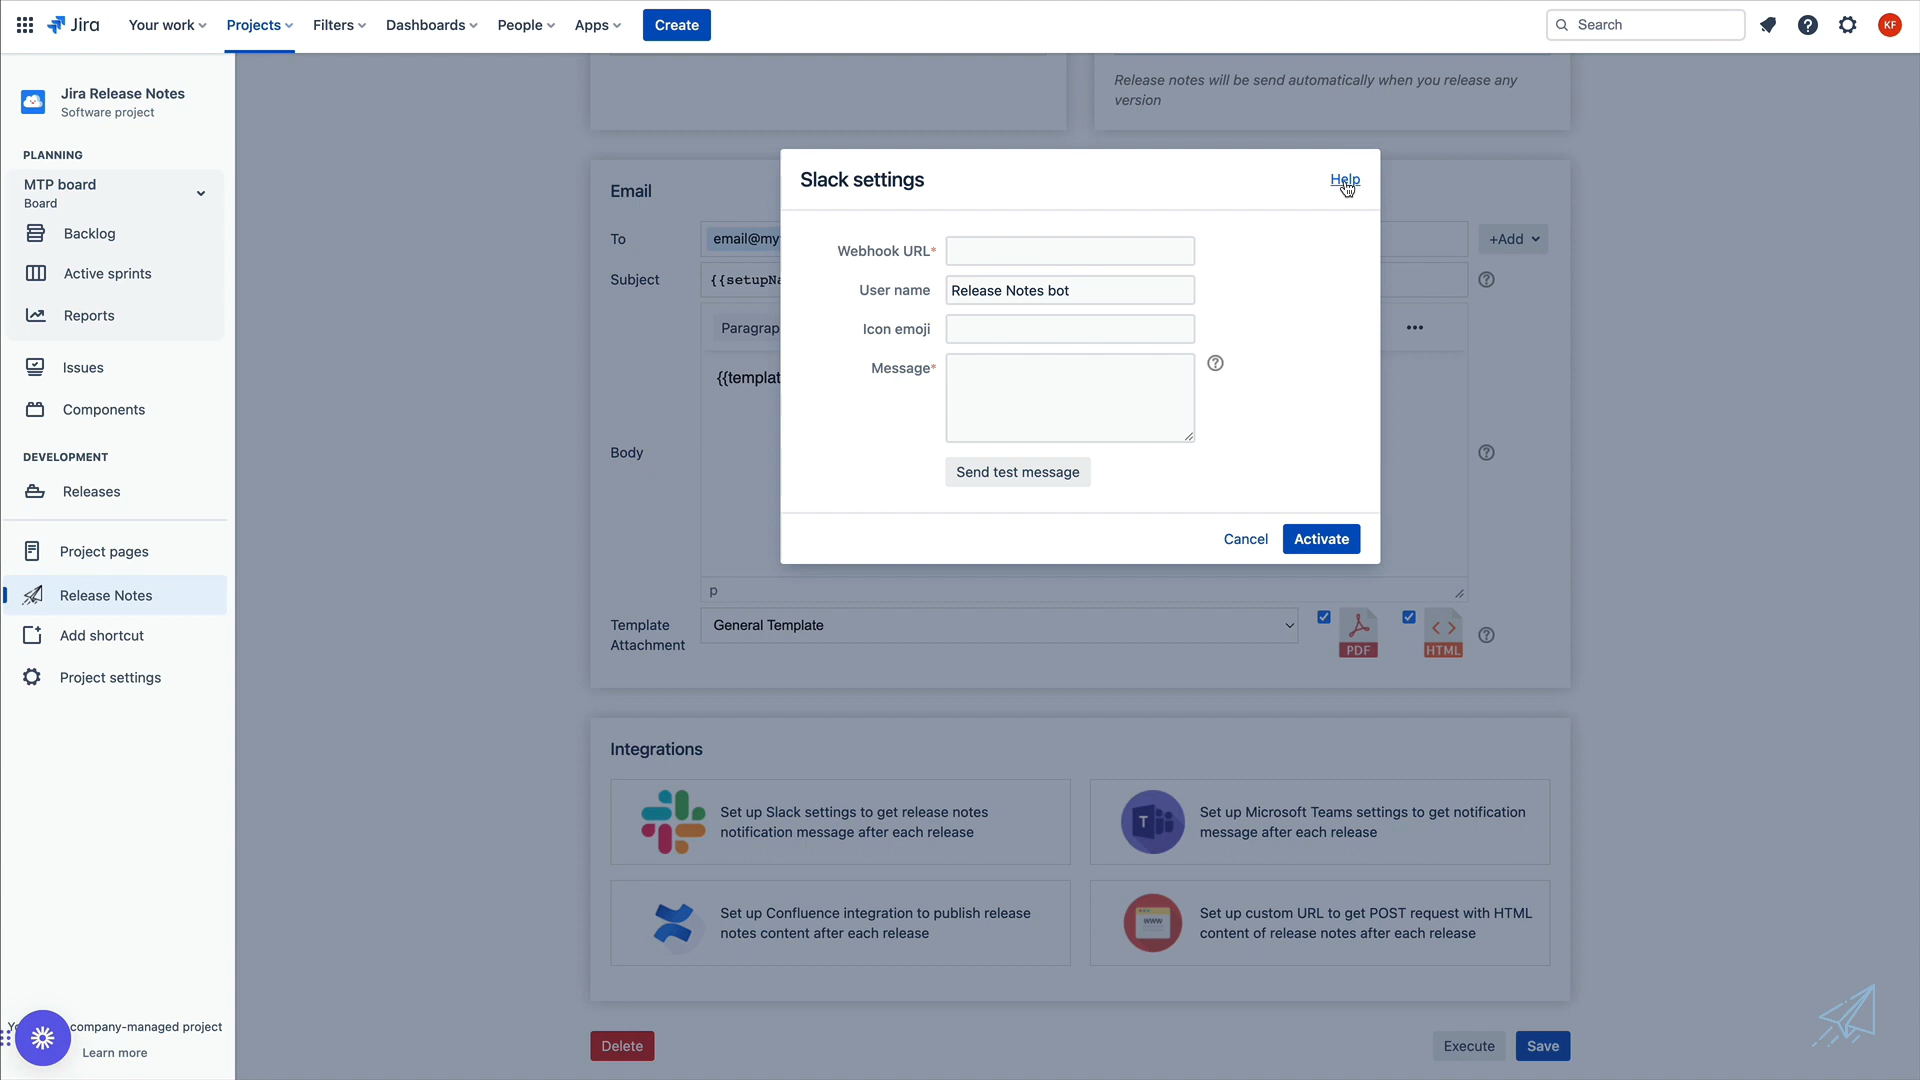 Jira
Your work
Projects
Filters
Dashboards
People
Apps
Create
Search
KF
Jira Release Notes
Software project
PLANNING
MTP board
Board
Backlog
Active sprints
Reports
Issues
Components
DEVELOPMENT
Releases
Project pages
Release Notes
Add shortcut
Project settings
company-managed project
Learn more
Release notes will be send automatically when you release any
version
Email
To
email@my
+Add
Subject
{{setupNa
Paragrap
{{templat
Body
p
Slack settings
Help
Webhook URL*
User name
Release Notes bot
Icon emoji
Message*
Send test message
Cancel
Activate
Template
Attachment
General Template
PDF
HTML
Integrations
Set up Slack settings to get release notes
notification message after each release
T
Set up Microsoft Teams settings to get notification
message after each release
Set up Confluence integration to publish release
notes content after each release
WWW
Set up custom URL to get POST request with HTML
content of release notes after each release
Delete
Execute
Save